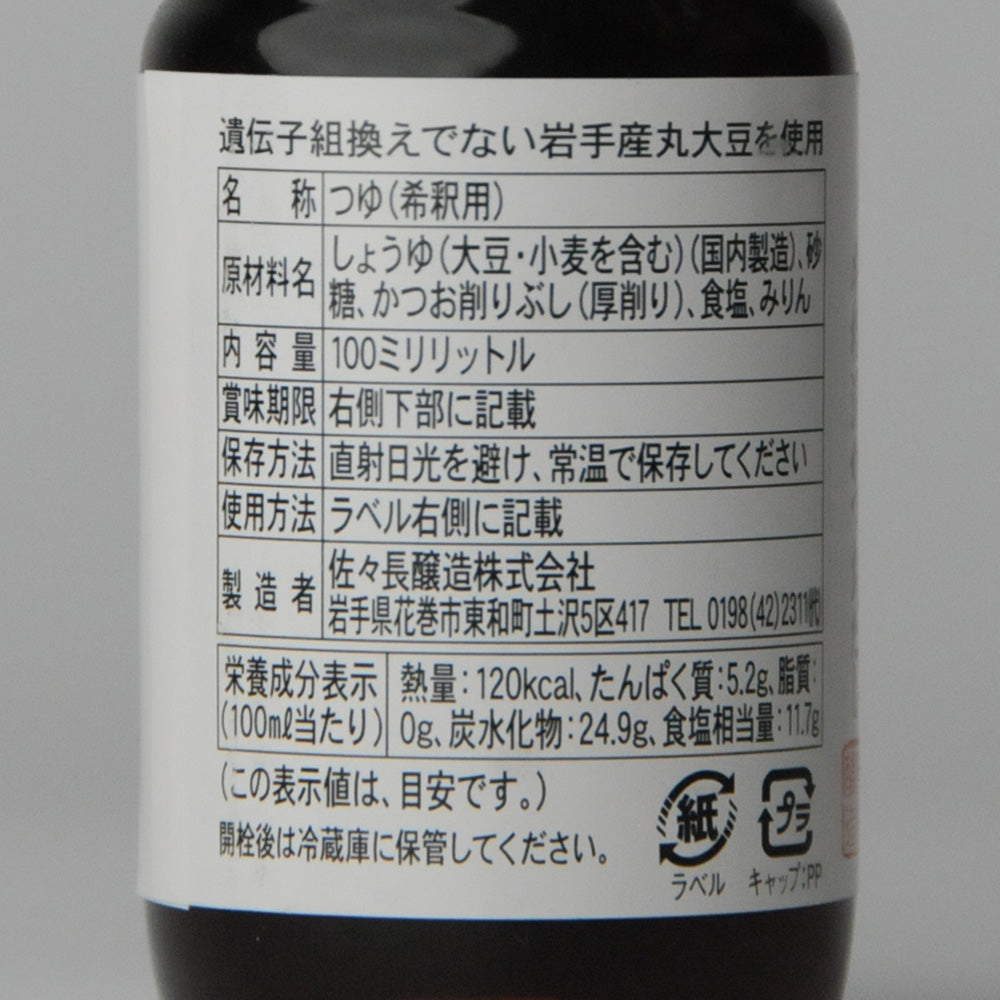 遺伝子組換えでない岩手産丸大豆を使用
名称 つゆ(希釈用)
原材料名 しょうゆ(大豆・小麦を含む)(国内製造)、砂
糖、かつお削りぶし(厚削り)、食塩、みりん
内容量 100ミリリットル
賞味期限 右側下部に記載
保存方法 直射日光を避け、常温で保存してください
使用方法 ラベル右側に記載
製造者 佐々長醸造株式会社
岩手県花巻市東和町土沢5区417 TEL 0198(42)2311㈹
栄養成分表示 熱量:120kcal、たんぱく質:5.2g、脂質:
(100mℓ当たり) 0g、炭水化物:24.9g、食塩相当量:11.7g
(この表示値は、目安です。)
開栓後は冷蔵庫に保管してください。
紙 プラ
ラベル キャップ:PP